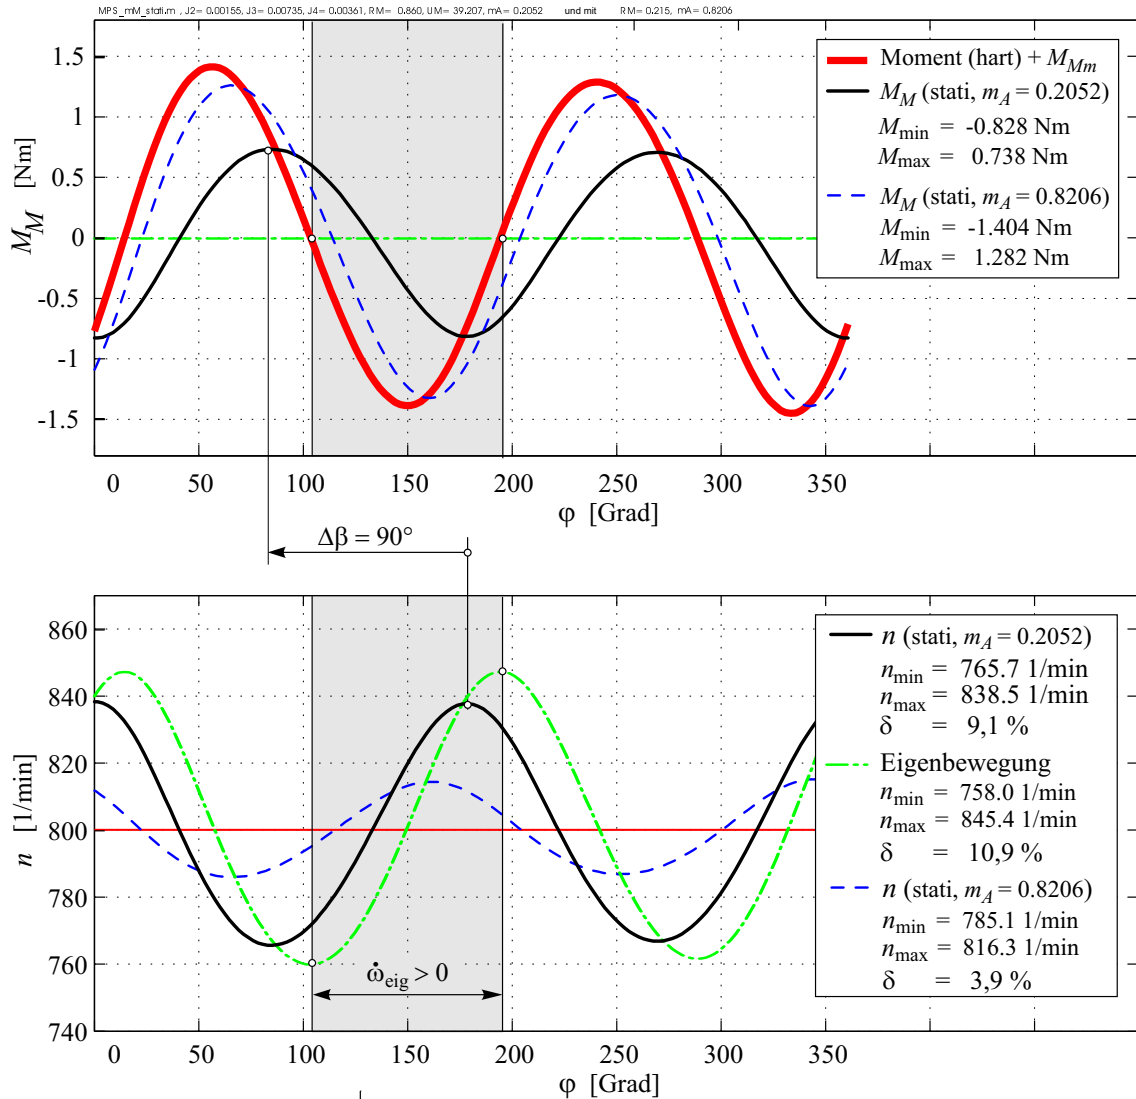 MPS_mM_stati.m , J2= 0.00155, J3= 0.00735, J4= 0.00361, RM= 0.860, UM= 39.207, mA= 0.2052 und mit RM= 0.215, mA= 0.8206
1.5
1
0.5
0
-0.5
-1
-1.5
M_M [Nm]
0 50 100 150 200 250 300 350
φ [Grad]
Moment (hart) + M_Mm
M_M (stati, m_A = 0.2052)
M_min = -0.828 Nm
M_max = 0.738 Nm
M_M (stati, m_A = 0.8206)
M_min = -1.404 Nm
M_max = 1.282 Nm
Δβ = 90°
860
840
820
800
780
760
740
n [1/min]
ω̇_eig > 0
0 50 100 150 200 250 300 350
φ [Grad]
n (stati, m_A = 0.2052)
n_min = 765.7 1/min
n_max = 838.5 1/min
δ = 9,1 %
Eigenbewegung
n_min = 758.0 1/min
n_max = 845.4 1/min
δ = 10,9 %
n (stati, m_A = 0.8206)
n_min = 785.1 1/min
n_max = 816.3 1/min
δ = 3,9 %